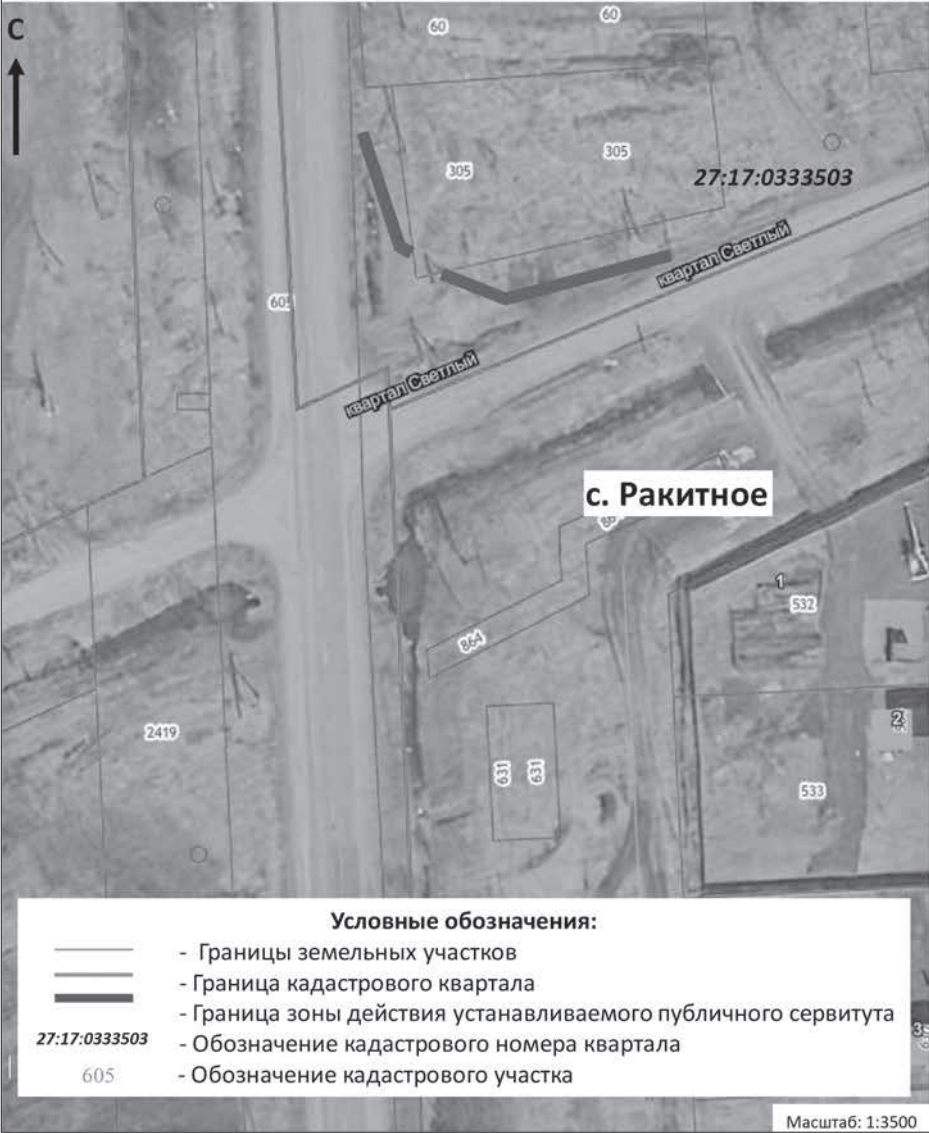 С
60
60
305
305
27:17:0333503
квартал Светлый
605
квартал Светлый
с. Ракитное
1
532
864
2
2419
631
631
533
Условные обозначения:
- Границы земельных участков
- Граница кадастрового квартала
- Граница зоны действия устанавливаемого публичного сервитута
27:17:0333503 - Обозначение кадастрового номера квартала
605 - Обозначение кадастрового участка
Масштаб: 1:3500